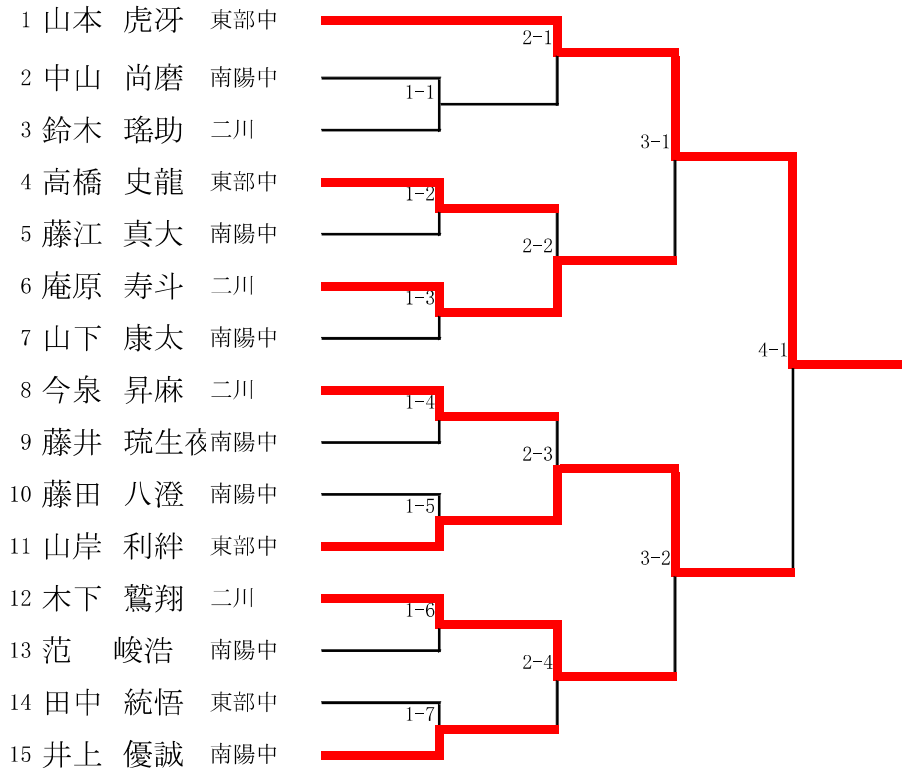 1 山本 虎冴 東部中
2-1
2 中山 尚磨 南陽中
1-1
3 鈴木 瑤助 二川
3-1
4 高橋 史龍 東部中
1-2
5 藤江 真大 南陽中
2-2
6 庵原 寿斗 二川
1-3
7 山下 康太 南陽中
4-1
8 今泉 昇麻 二川
1-4
9 藤井 琉生夜南陽中
2-3
10 藤田 八澄 南陽中
1-5
11 山岸 利絆 東部中
3-2
12 木下 鷲翔 二川
1-6
13 范 峻浩 南陽中
2-4
14 田中 統悟 東部中
1-7
15 井上 優誠 南陽中